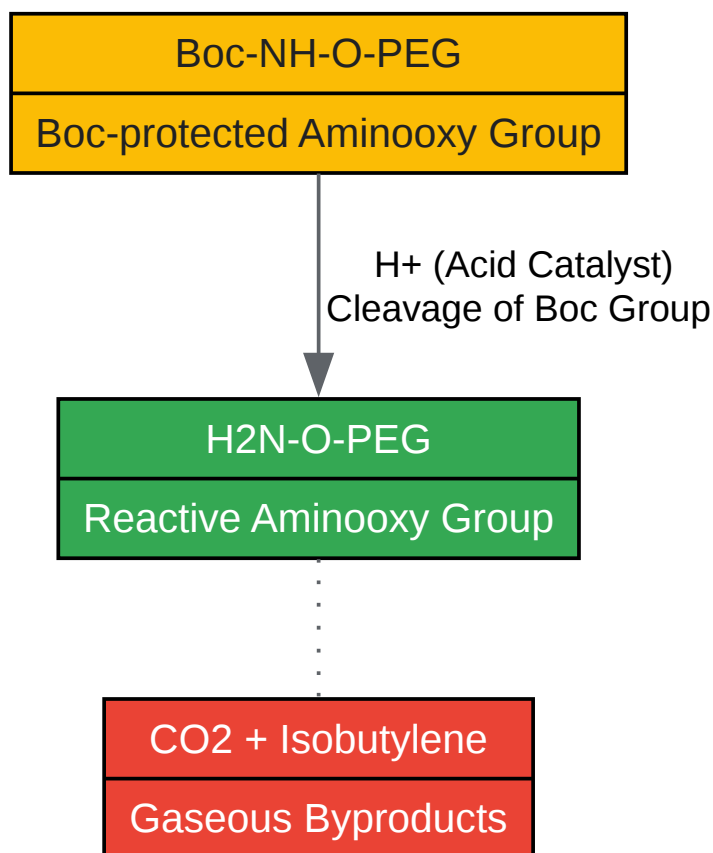 Boc-NH-O-PEG
Boc-protected Aminooxy Group
H+ (Acid Catalyst)
Cleavage of Boc Group
H2N-O-PEG
Reactive Aminooxy Group
CO2 + Isobutylene
Gaseous Byproducts